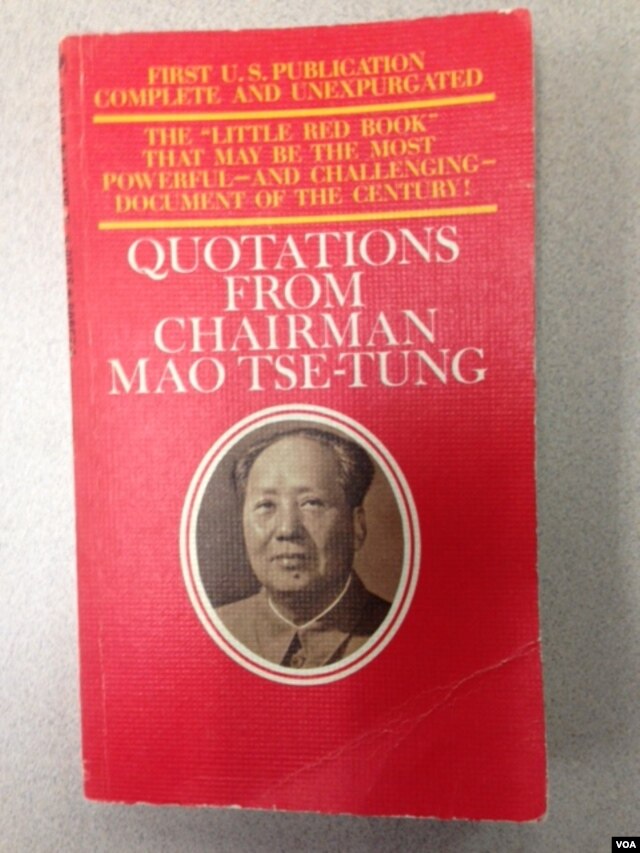 FIRST U.S. PUBLICATION
COMPLETE AND UNEXPURGATED
THE "LITTLE RED BOOK"
THAT MAY BE THE MOST
POWERFUL—AND CHALLENGING—
DOCUMENT OF THE CENTURY!
QUOTATIONS
FROM
CHAIRMAN
MAO TSE-TUNG
VOA